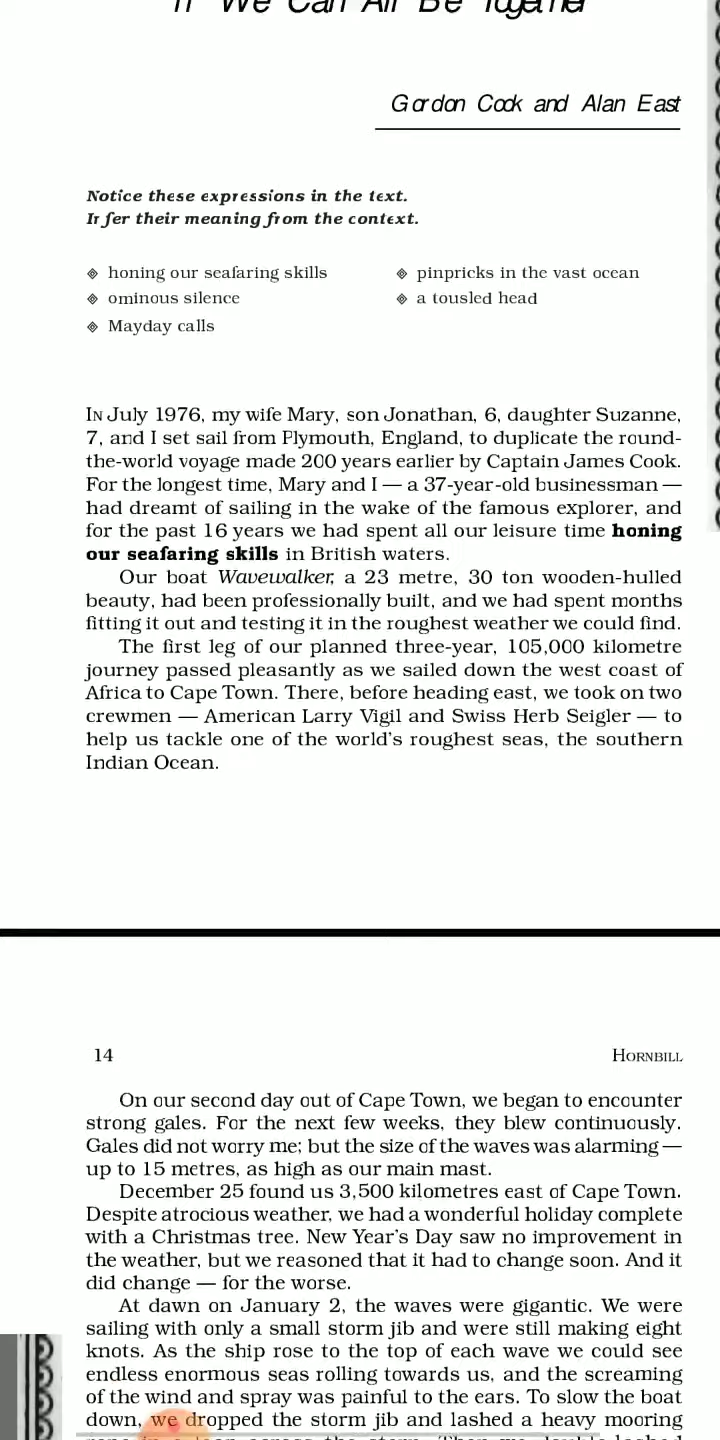 If We Can All Be Together
Gordon Cook and Alan East
Notice these expressions in the text.
Infer their meaning from the context.
honing our seafaring skills
pinpricks in the vast ocean
ominous silence
a tousled head
Mayday calls
IN July 1976, my wife Mary, son Jonathan, 6, daughter Suzanne,
7, and I set sail from Plymouth, England, to duplicate the round-
the-world voyage made 200 years earlier by Captain James Cook.
For the longest time, Mary and I — a 37-year-old businessman —
had dreamt of sailing in the wake of the famous explorer, and
for the past 16 years we had spent all our leisure time honing
our seafaring skills in British waters.
Our boat Wavewalker, a 23 metre, 30 ton wooden-hulled
beauty, had been professionally built, and we had spent months
fitting it out and testing it in the roughest weather we could find.
The first leg of our planned three-year, 105,000 kilometre
journey passed pleasantly as we sailed down the west coast of
Africa to Cape Town. There, before heading east, we took on two
crewmen — American Larry Vigil and Swiss Herb Seigler — to
help us tackle one of the world's roughest seas, the southern
Indian Ocean.
14
HORNBILL
On our second day out of Cape Town, we began to encounter
strong gales. For the next few weeks, they blew continuously.
Gales did not worry me; but the size of the waves was alarming —
up to 15 metres, as high as our main mast.
December 25 found us 3,500 kilometres east of Cape Town.
Despite atrocious weather, we had a wonderful holiday complete
with a Christmas tree. New Year's Day saw no improvement in
the weather, but we reasoned that it had to change soon. And it
did change — for the worse.
At dawn on January 2, the waves were gigantic. We were
sailing with only a small storm jib and were still making eight
knots. As the ship rose to the top of each wave we could see
endless enormous seas rolling towards us, and the screaming
of the wind and spray was painful to the ears. To slow the boat
down, we dropped the storm jib and lashed a heavy mooring
rope in a loop across the stern. Then we double-lashed